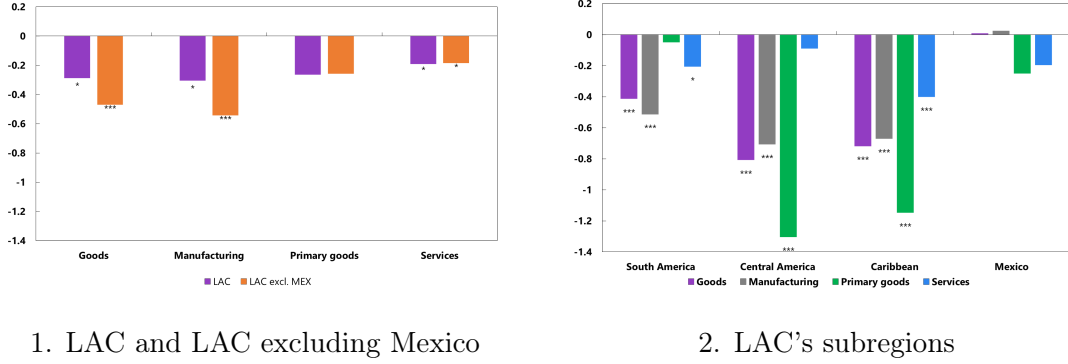 0.2
0
-0.2
-0.4
-0.6
-0.8
-1
-1.2
-1.4
* *** * *** * *
Goods Manufacturing Primary goods Services
LAC LAC excl. MEX
1. LAC and LAC excluding Mexico
0.2
0
-0.2
-0.4
-0.6
-0.8
-1
-1.2
-1.4
*** *** * *** *** *** *** *** *** ***
South America Central America Caribbean Mexico
Goods Manufacturing Primary goods Services
2. LAC's subregions